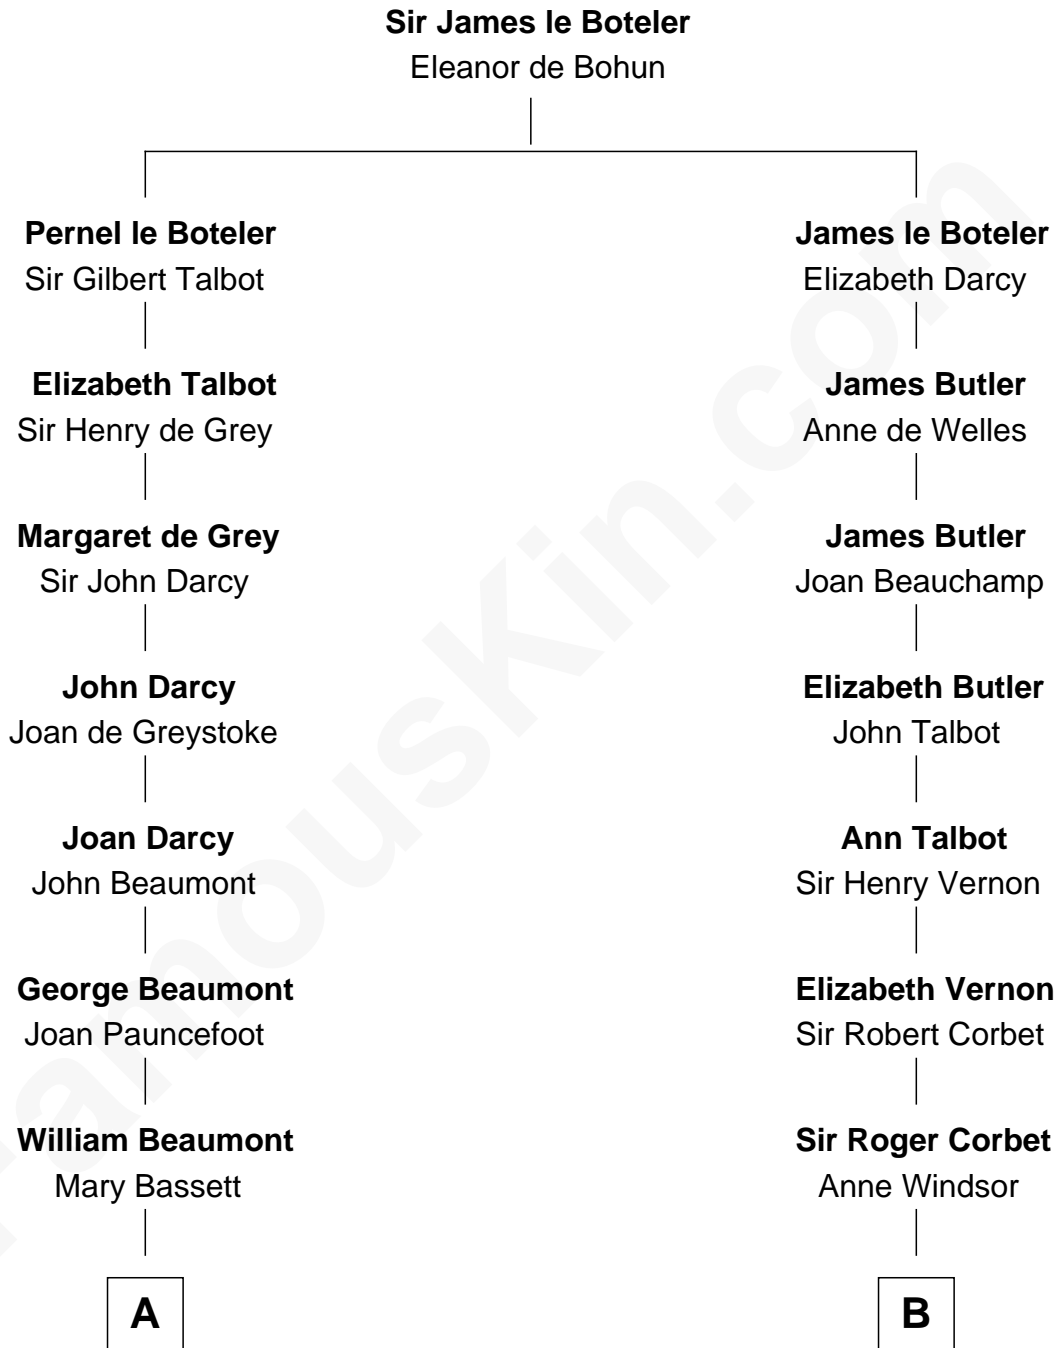 Sir James le Boteler
Eleanor de Bohun
Pernel le Boteler
Sir Gilbert Talbot
James le Boteler
Elizabeth Darcy
Elizabeth Talbot
Sir Henry de Grey
James Butler
Anne de Welles
Margaret de Grey
Sir John Darcy
James Butler
Joan Beauchamp
John Darcy
Joan de Greystoke
Elizabeth Butler
John Talbot
Joan Darcy
John Beaumont
Ann Talbot
Sir Henry Vernon
George Beaumont
Joan Pauncefoot
Elizabeth Vernon
Sir Robert Corbet
William Beaumont
Mary Bassett
Sir Roger Corbet
Anne Windsor
A
B
FamousKin.com